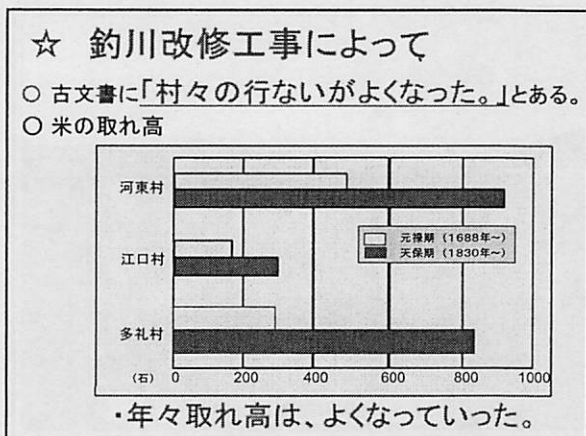 ☆ 釣川改修工事によって
○ 古文書に「村々の行ないがよくなった。」とある。
○ 米の取れ高
河東村
元禄期 (1688年~)
天保期 (1830年~)
江口村
多礼村
(石) 0 200 400 600 800 1000
・年々取れ高は、よくなっていった。